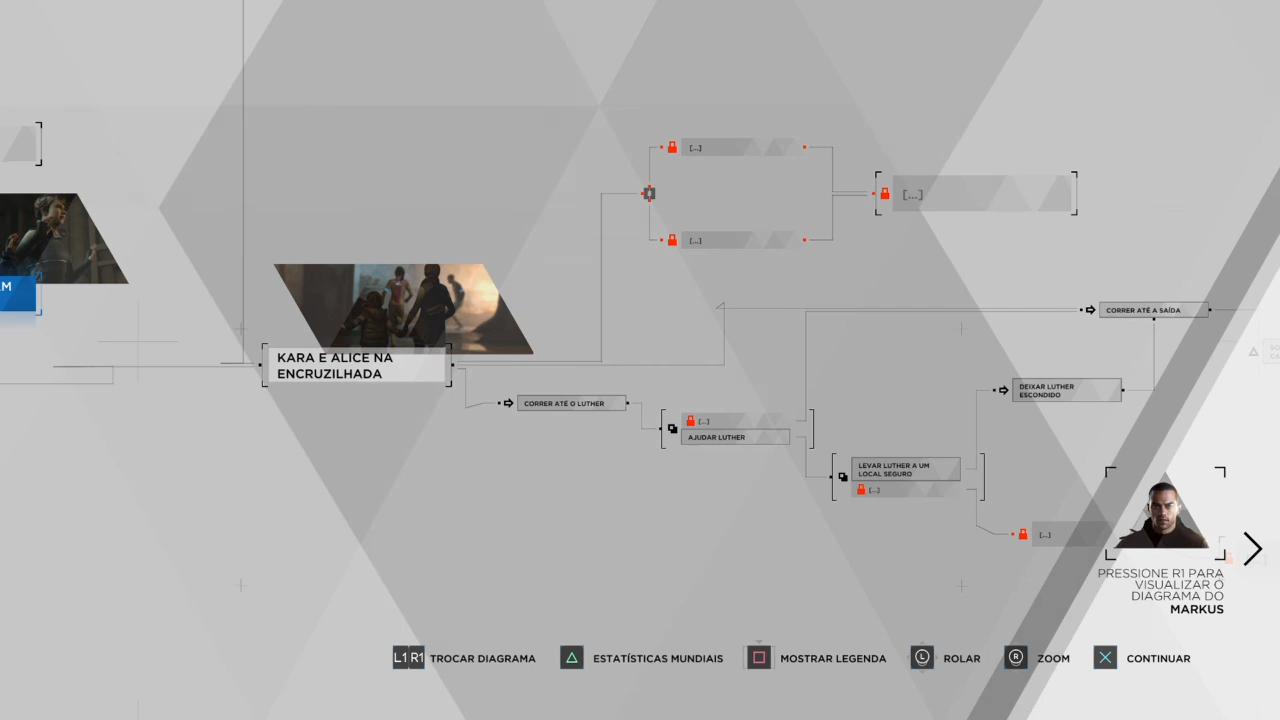 [...]
[...]
[...]
M
CORRER ATÉ A SAÍDA
KARA E ALICE NA
ENCRUZILHADA
DEIXAR LUTHER
ESCONDIDO
CORRER ATÉ O LUTHER
[...]
AJUDAR LUTHER
LEVAR LUTHER A UM
LOCAL SEGURO
[...]
[...]
PRESSIONE R1 PARA
VISUALIZAR O
DIAGRAMA DO
MARKUS
L1 R1 TROCAR DIAGRAMA
ESTATÍSTICAS MUNDIAIS
MOSTRAR LEGENDA
L ROLAR
R ZOOM
CONTINUAR